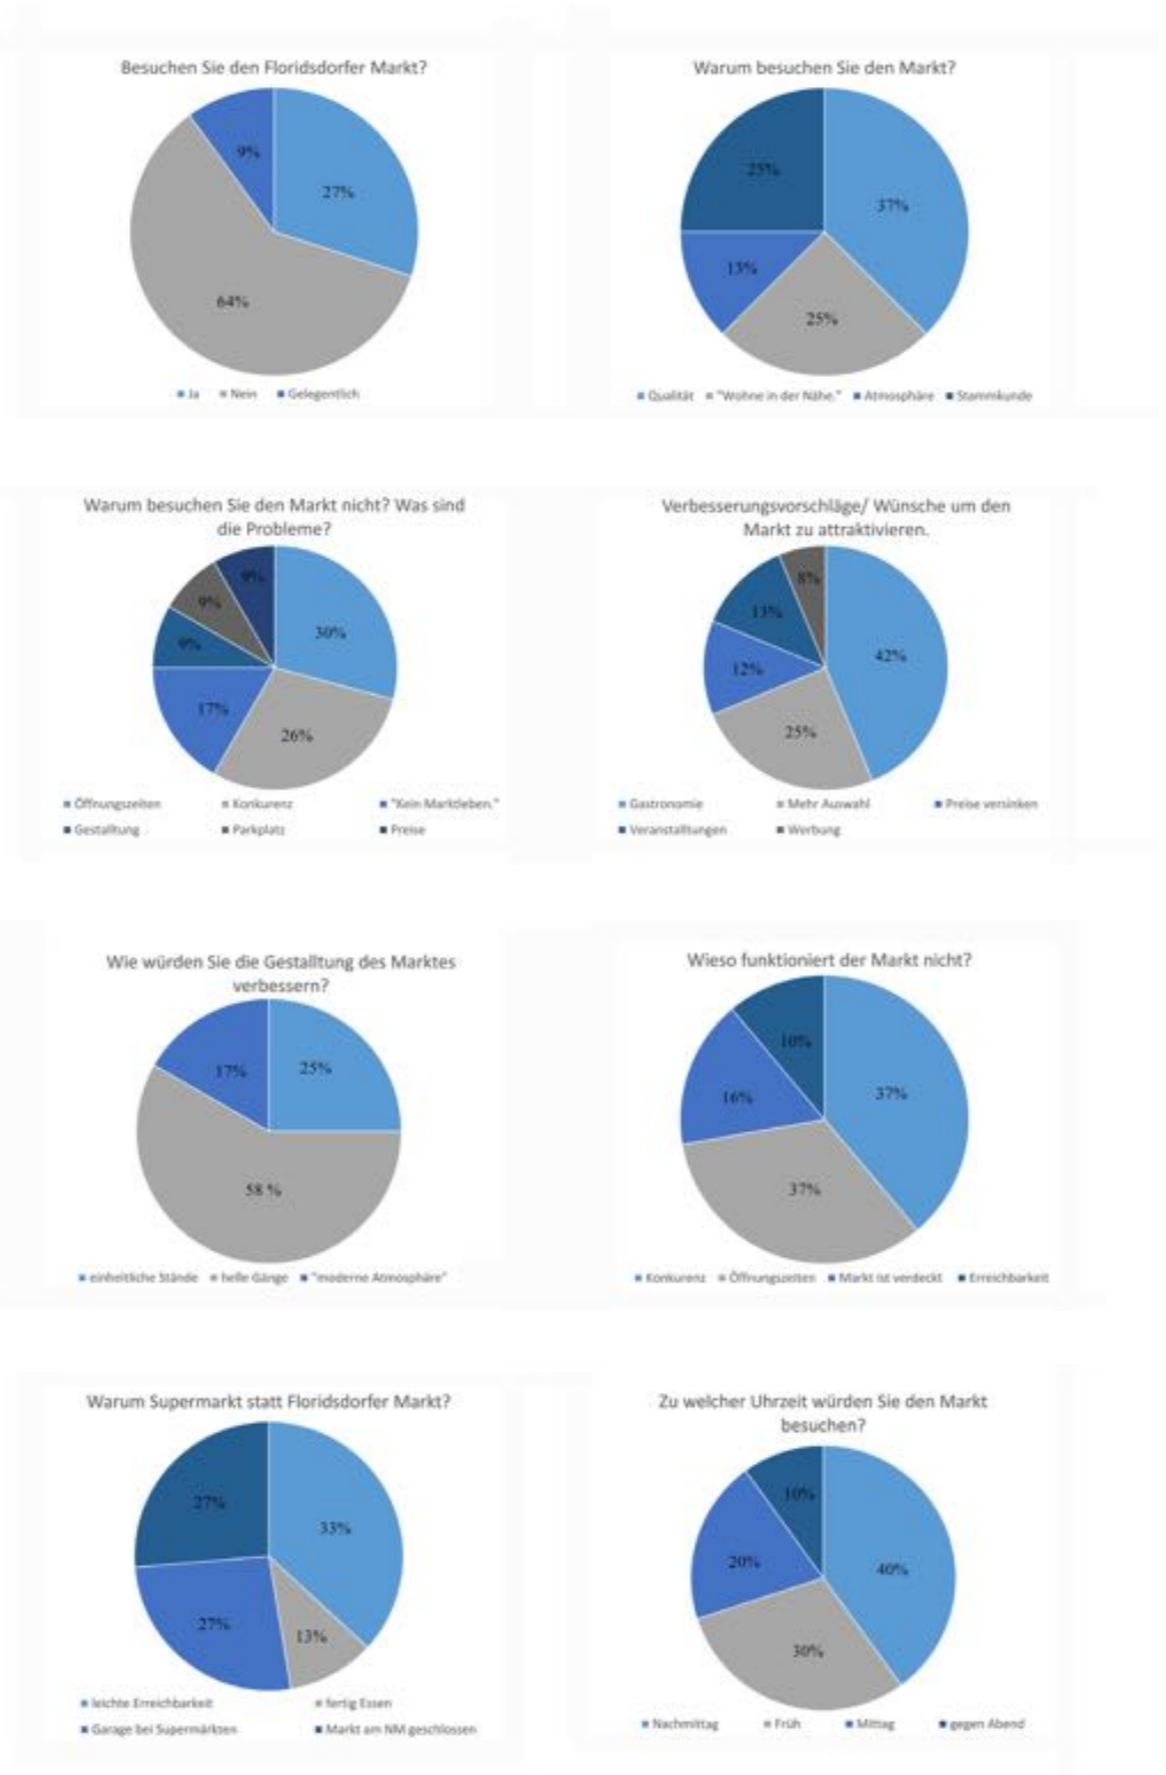 Besuchen Sie den Floridsdorfer Markt?
9%
27%
64%
Ja Nein Gelegentlich
Warum besuchen Sie den Markt?
25%
37%
13%
25%
Qualität "Wohne in der Nähe." Atmosphäre Stammkunde
Warum besuchen Sie den Markt nicht? Was sind
die Probleme?
9%
9%
30%
9%
17%
26%
Öffnungszeiten Konkurenz "Kein Marktleben."
Gestalltung Parkplatz Preise
Verbesserungsvorschläge/ Wünsche um den
Markt zu attraktivieren.
8%
13%
42%
12%
25%
Gastronomie Mehr Auswahl Preise versinken
Veranstalltungen Werbung
Wie würden Sie die Gestalltung des Marktes
verbessern?
17%
25%
58 %
einheitliche Stände helle Gänge "moderne Atmosphäre"
Wieso funktioniert der Markt nicht?
10%
37%
16%
37%
Konkurenz Öffnungszeiten Markt ist verdeckt Erreichbarkeit
Warum Supermarkt statt Floridsdorfer Markt?
27%
33%
27%
13%
leichte Erreichbarkeit fertig Essen
Garage bei Supermärkten Markt am NM geschlossen
Zu welcher Uhrzeit würden Sie den Markt
besuchen?
10%
40%
20%
30%
Nachmittag Früh Mittag gegen Abend